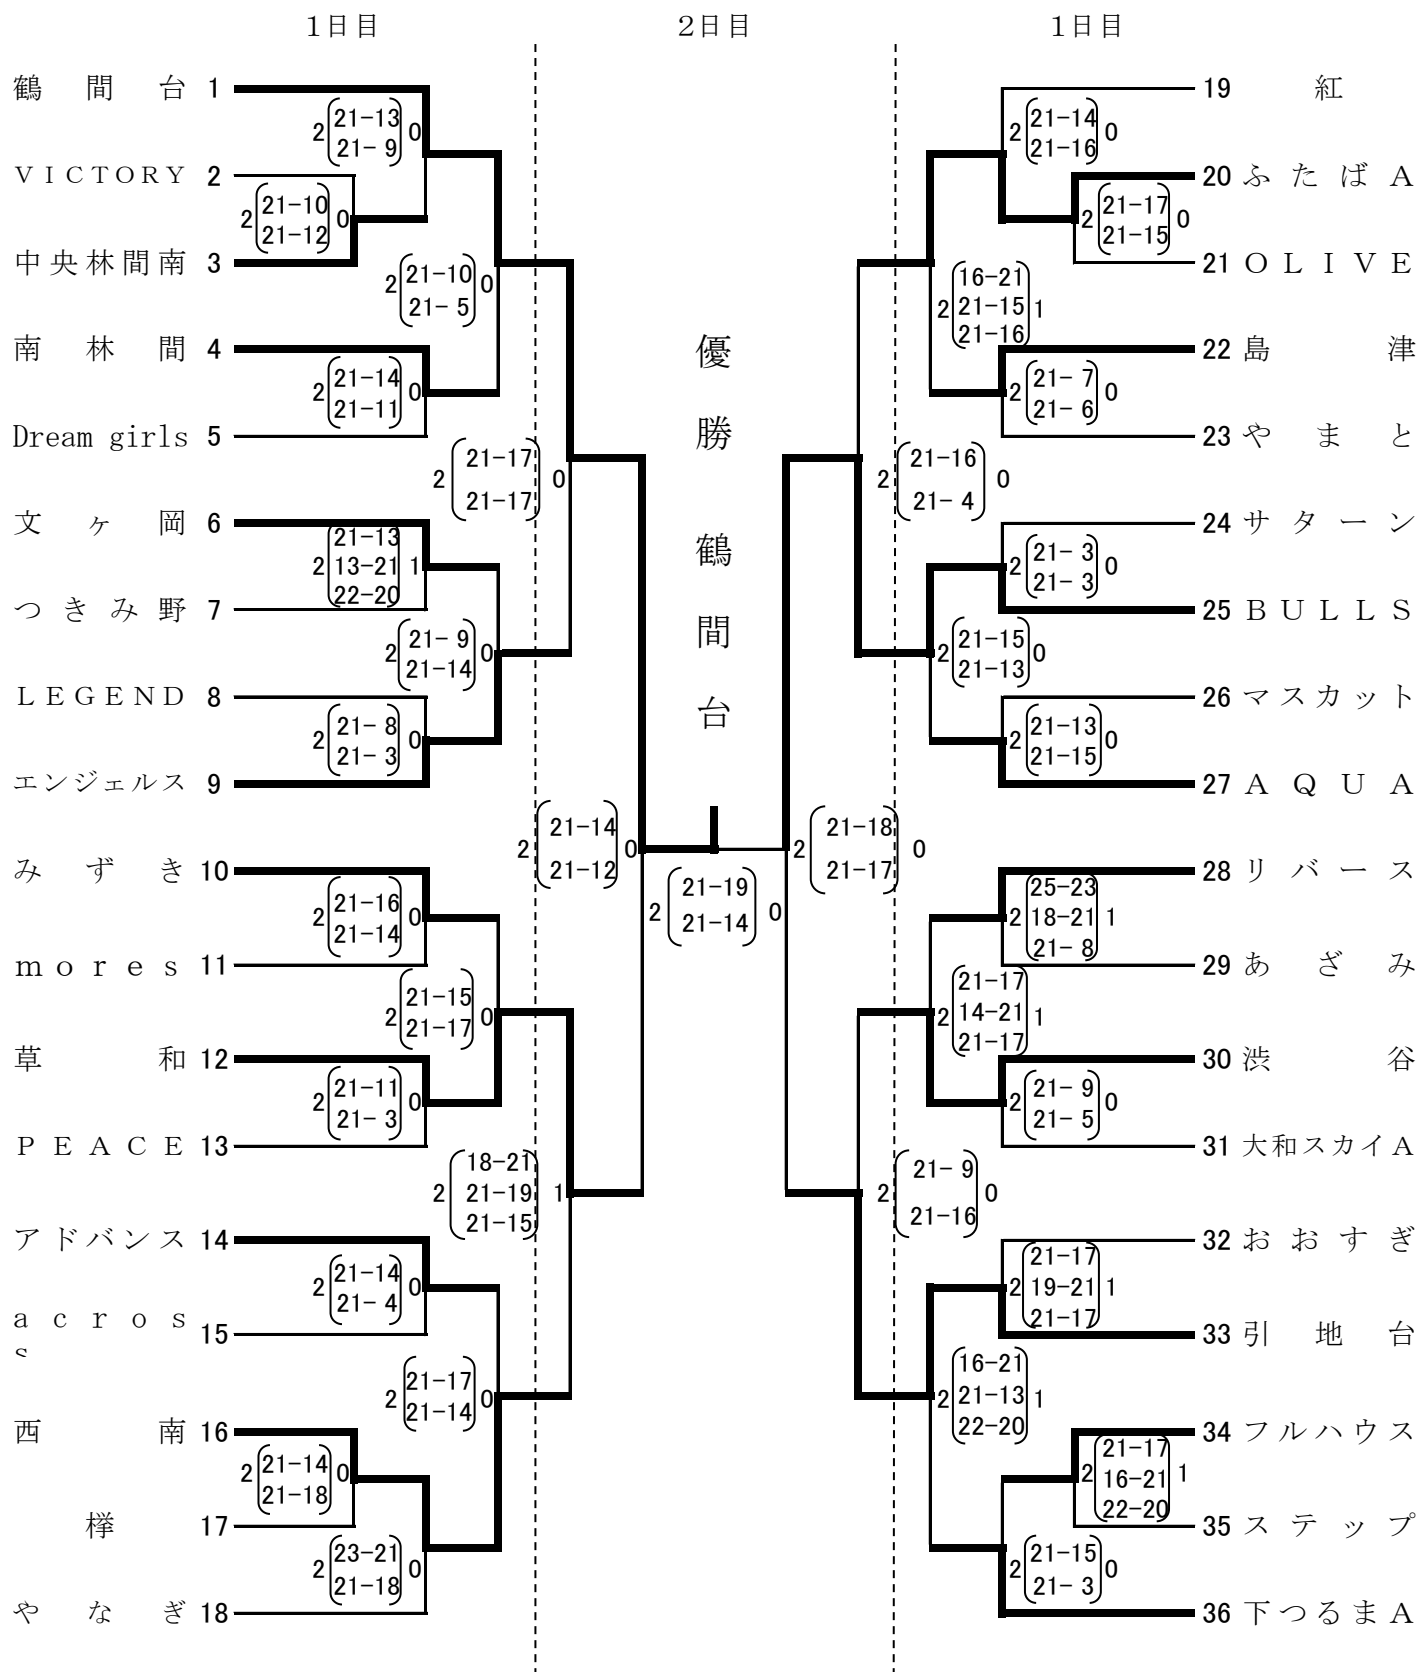 1日目 2日目 1日目
鶴間台 1
2 21-13 0
21- 9
VICTORY 2
2 21-10 0
21-12
中央林間南 3
2 21-10 0
21- 5
南林間 4
2 21-14 0
21-11
Dream girls 5
2 21-17 0
21-17
文ヶ岡 6
21-13
2 13-21 1
22-20
つきみ野 7
2 21- 9 0
21-14
LEGEND 8
2 21- 8 0
21- 3
エンジェルス 9
2 21-14 0
21-12
みずき 10
2 21-16 0
21-14
mores 11
2 21-15 0
21-17
草和 12
2 21-11 0
21- 3
PEACE 13
18-21
2 21-19 1
21-15
アドバンス 14
2 21-14 0
21- 4
acros
s
15
2 21-17 0
21-14
西南 16
2 21-14 0
21-18
欅 17
2 23-21 0
21-18
やなぎ 18
優勝 鶴間台
2 21-19 0
21-14
19 紅
2 21-14 0
21-16
20 ふたばA
2 21-17 0
21-15
21 OLIVE
16-21
2 21-15 1
21-16
22 島津
2 21- 7 0
21- 6
23 やまと
2 21-16 0
21- 4
24 サターン
2 21- 3 0
21- 3
25 BULLS
2 21-15 0
21-13
26 マスカット
2 21-13 0
21-15
27 AQUA
2 21-18 0
21-17
28 リバース
25-23
2 18-21 1
21- 8
29 あざみ
21-17
2 14-21 1
21-17
30 渋谷
2 21- 9 0
21- 5
31 大和スカイA
2 21- 9 0
21-16
32 おおすぎ
21-17
2 19-21 1
21-17
33 引地台
16-21
2 21-13 1
22-20
34 フルハウス
21-17
2 16-21 1
22-20
35 ステップ
2 21-15 0
21- 3
36 下つるまA